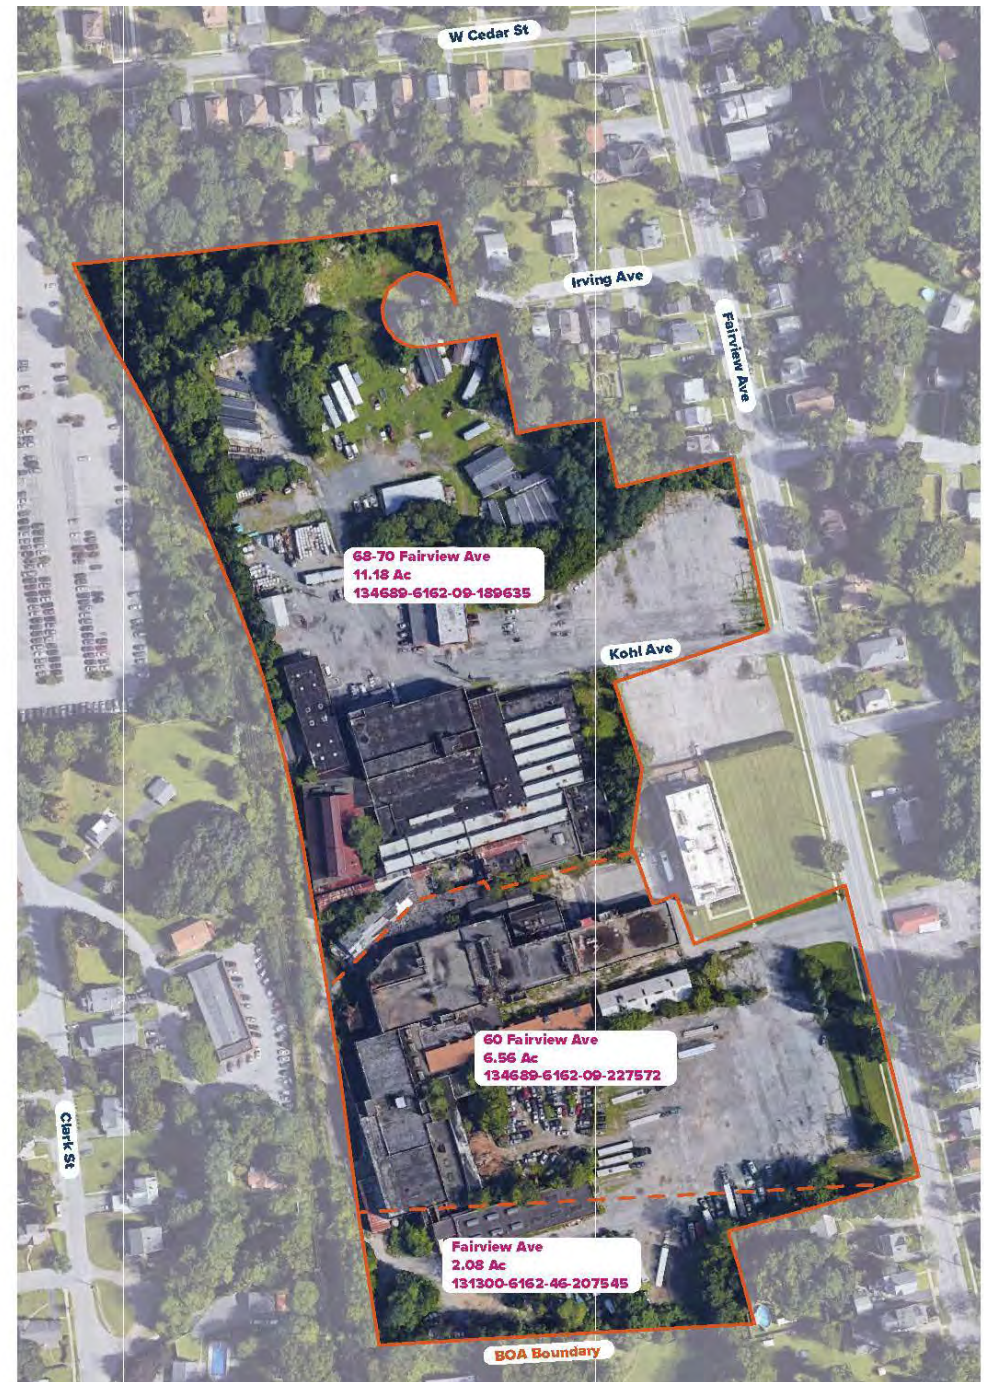 W Cedar St
Irving Ave
Fairview Ave
68-70 Fairview Ave
11.18 Ac
134689-6162-09-189635
Kohl Ave
60 Fairview Ave
6.56 Ac
134689-6162-09-227572
Clark St
Fairview Ave
2.08 Ac
131300-6162-46-207545
BOA Boundary